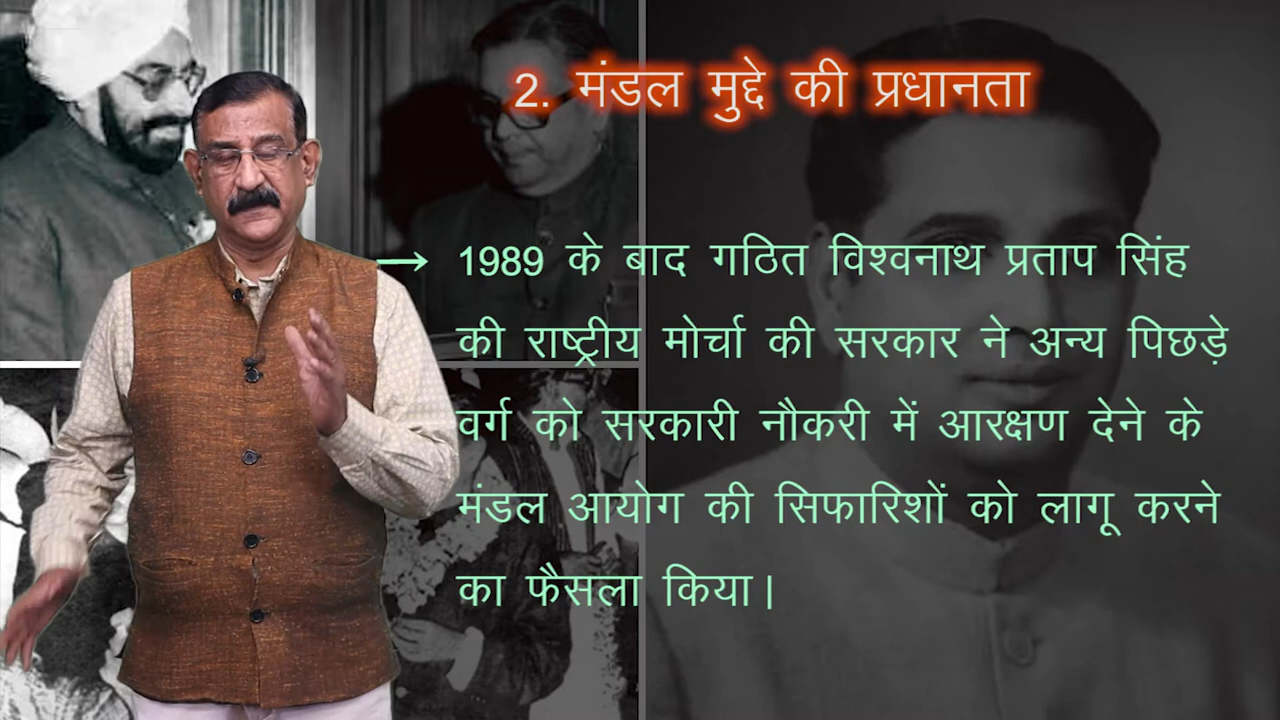 2. मंडल मुद्दे की प्रधानता
→ 1989 के बाद गठित विश्वनाथ प्रताप सिंह
की राष्ट्रीय मोर्चा की सरकार ने अन्य पिछड़े
वर्ग को सरकारी नौकरी में आरक्षण देने के
मंडल आयोग की सिफारिशों को लागू करने
का फैसला किया।